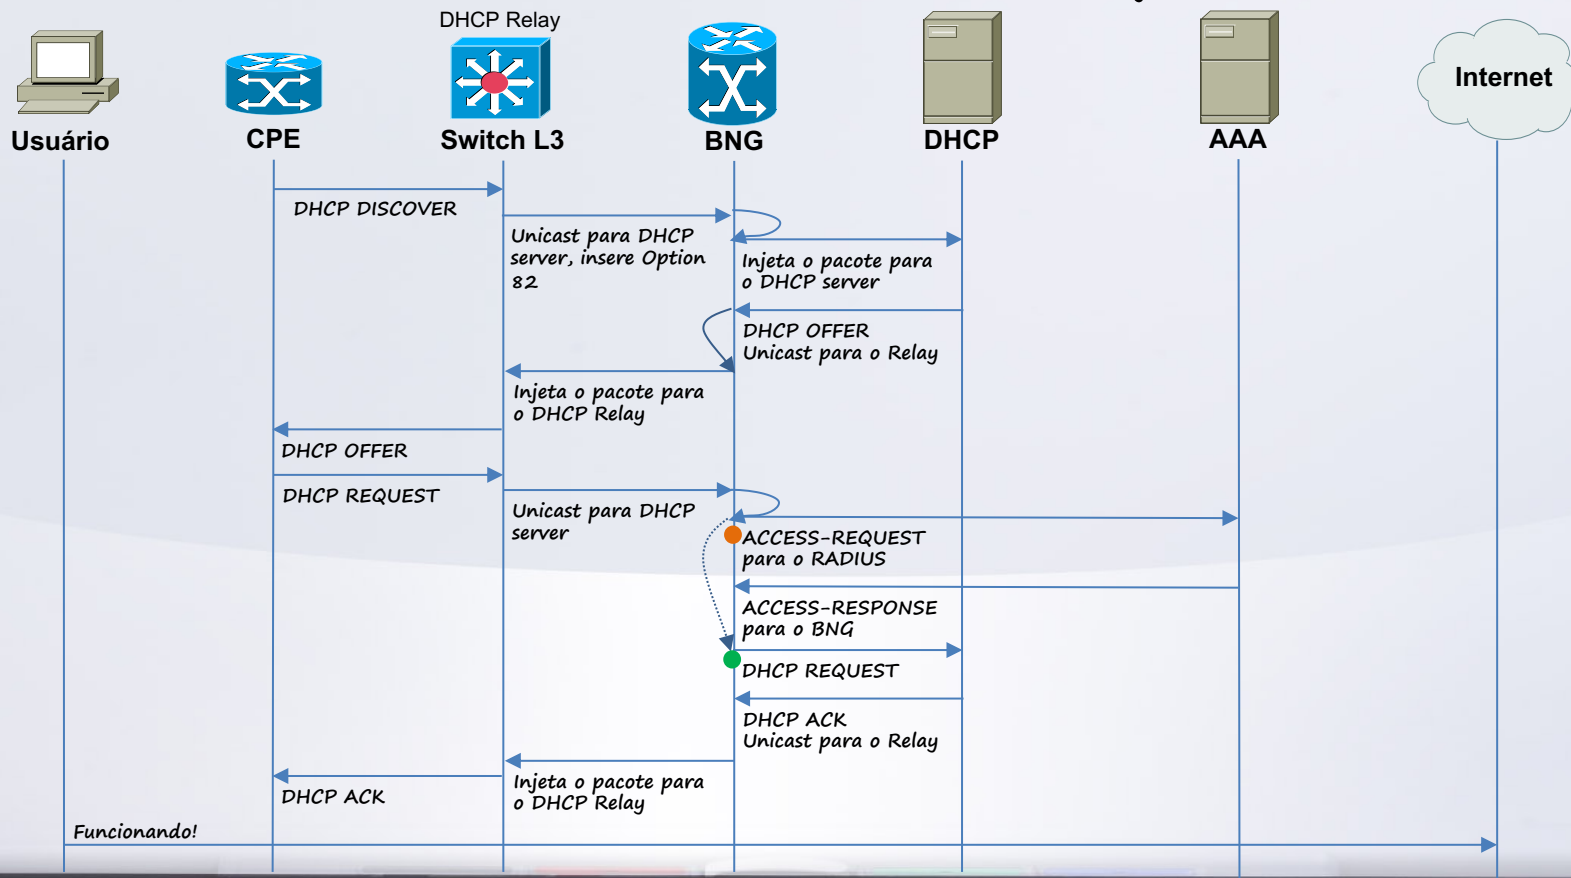 DHCP Relay
Internet
Usuário
CPE
Switch L3
BNG
DHCP
AAA
DHCP DISCOVER
Unicast para DHCP
server, insere Option
82
Injeta o pacote para
o DHCP server
DHCP OFFER
Unicast para o Relay
Injeta o pacote para
o DHCP Relay
DHCP OFFER
DHCP REQUEST
Unicast para DHCP
server
ACCESS-REQUEST
para o RADIUS
ACCESS-RESPONSE
para o BNG
DHCP REQUEST
DHCP ACK
Unicast para o Relay
Injeta o pacote para
o DHCP Relay
DHCP ACK
Funcionando!